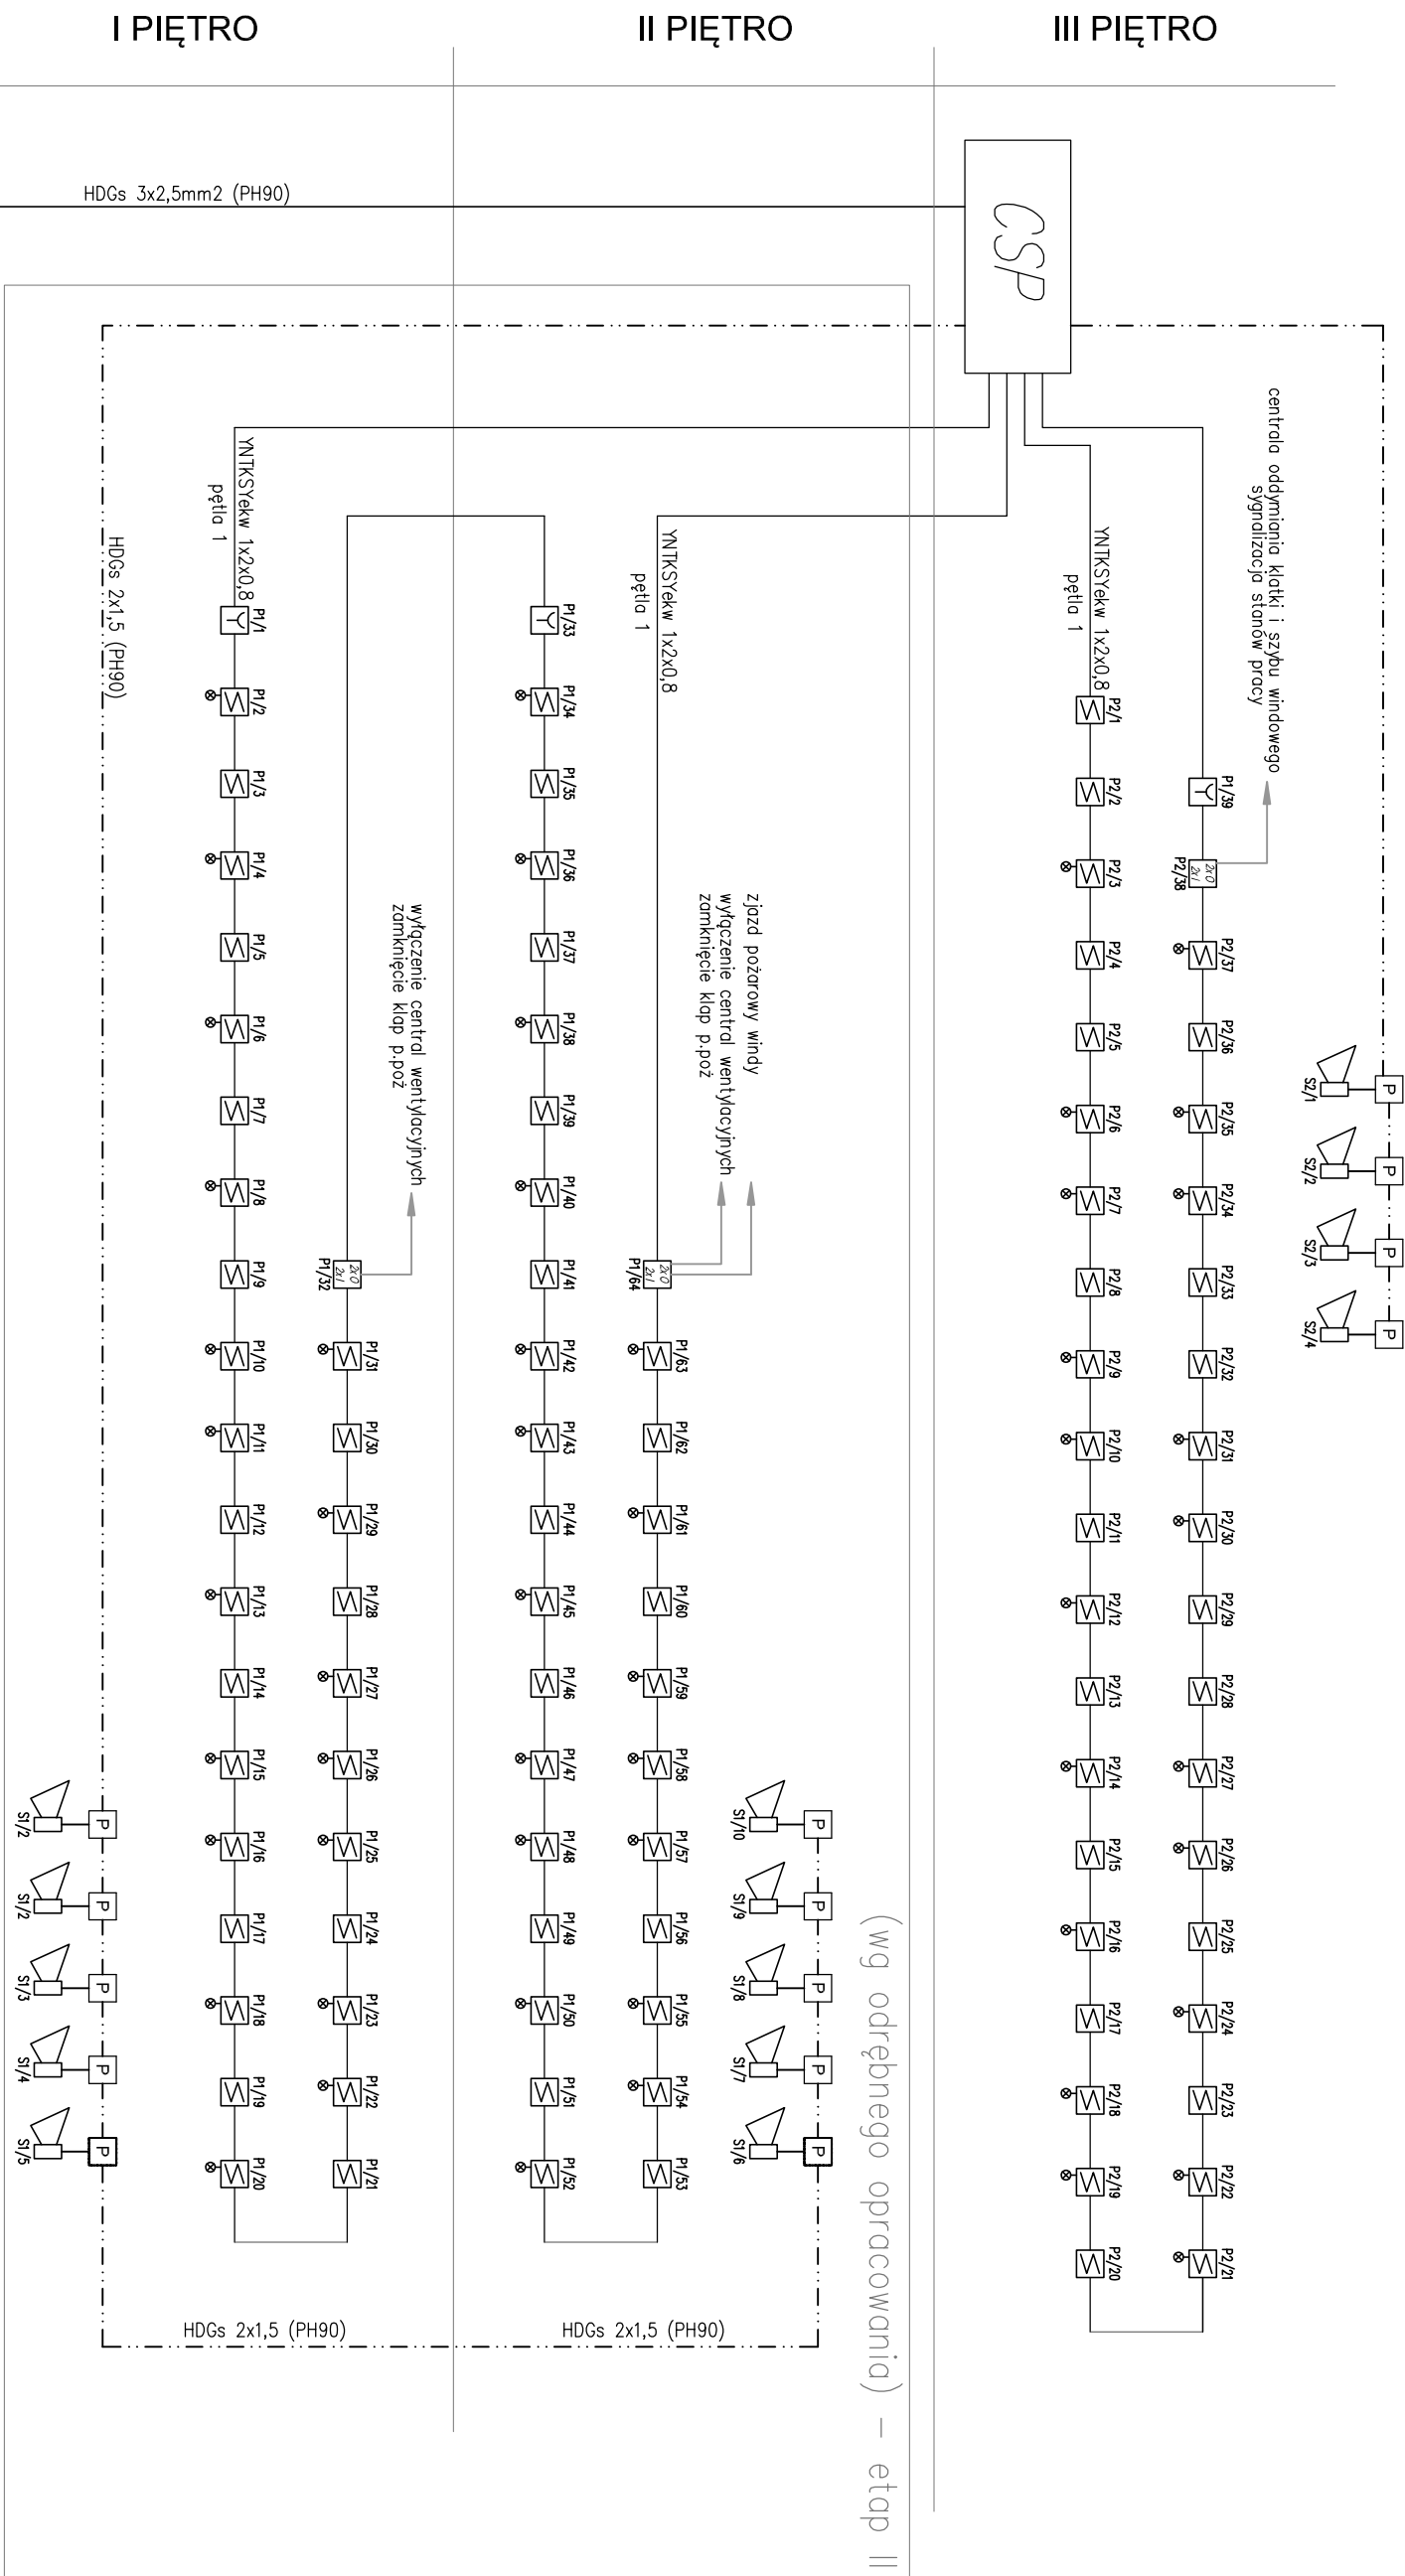 I PIĘTRO
II PIĘTRO
III PIĘTRO
HDGs 3x2,5mm2 (PH90)
CSP
centrala oddymiania klatki i szybu windowego
sygnalizacja stanów pracy
YNTKSYekw 1x2x0,8
pętla 1
YNTKSYekw 1x2x0,8
pętla 1
YNTKSYekw 1x2x0,8
pętla 1
HDGs 2x1,5 (PH90)
zjazd pożarowy windy
wyłączenie central wentylacyjnych
zamknięcie klap p.poż
wyłączenie central wentylacyjnych
zamknięcie klap p.poż
P1/1
P1/2
P1/3
P1/4
P1/5
P1/6
P1/7
P1/8
P1/9
P1/10
P1/11
P1/12
P1/13
P1/14
P1/15
P1/16
P1/17
P1/18
P1/19
P1/20
P1/32
2xO
2xI
P1/31
P1/30
P1/29
P1/28
P1/27
P1/26
P1/25
P1/24
P1/23
P1/22
P1/21
P1/33
P1/34
P1/35
P1/36
P1/37
P1/38
P1/39
P1/40
P1/41
P1/42
P1/43
P1/44
P1/45
P1/46
P1/47
P1/48
P1/49
P1/50
P1/51
P1/52
P1/64
2xO
2xI
P1/63
P1/62
P1/61
P1/60
P1/59
P1/58
P1/57
P1/56
P1/55
P1/54
P1/53
P2/1
P2/2
P2/3
P2/4
P2/5
P2/6
P2/7
P2/8
P2/9
P2/10
P2/11
P2/12
P2/13
P2/14
P2/15
P2/16
P2/17
P2/18
P2/19
P2/20
P1/39
P2/38
2xO
2xI
P2/37
P2/36
P2/35
P2/34
P2/33
P2/32
P2/31
P2/30
P2/29
P2/28
P2/27
P2/26
P2/25
P2/24
P2/23
P2/22
P2/21
P
P
P
P
S2/1
S2/2
S2/3
S2/4
P
P
P
P
P
S1/10
S1/9
S1/8
S1/7
S1/6
P
P
P
P
P
S1/2
S1/2
S1/3
S1/4
S1/5
(wg odrębnego opracowania) – etap II
HDGs 2x1,5 (PH90)
HDGs 2x1,5 (PH90)